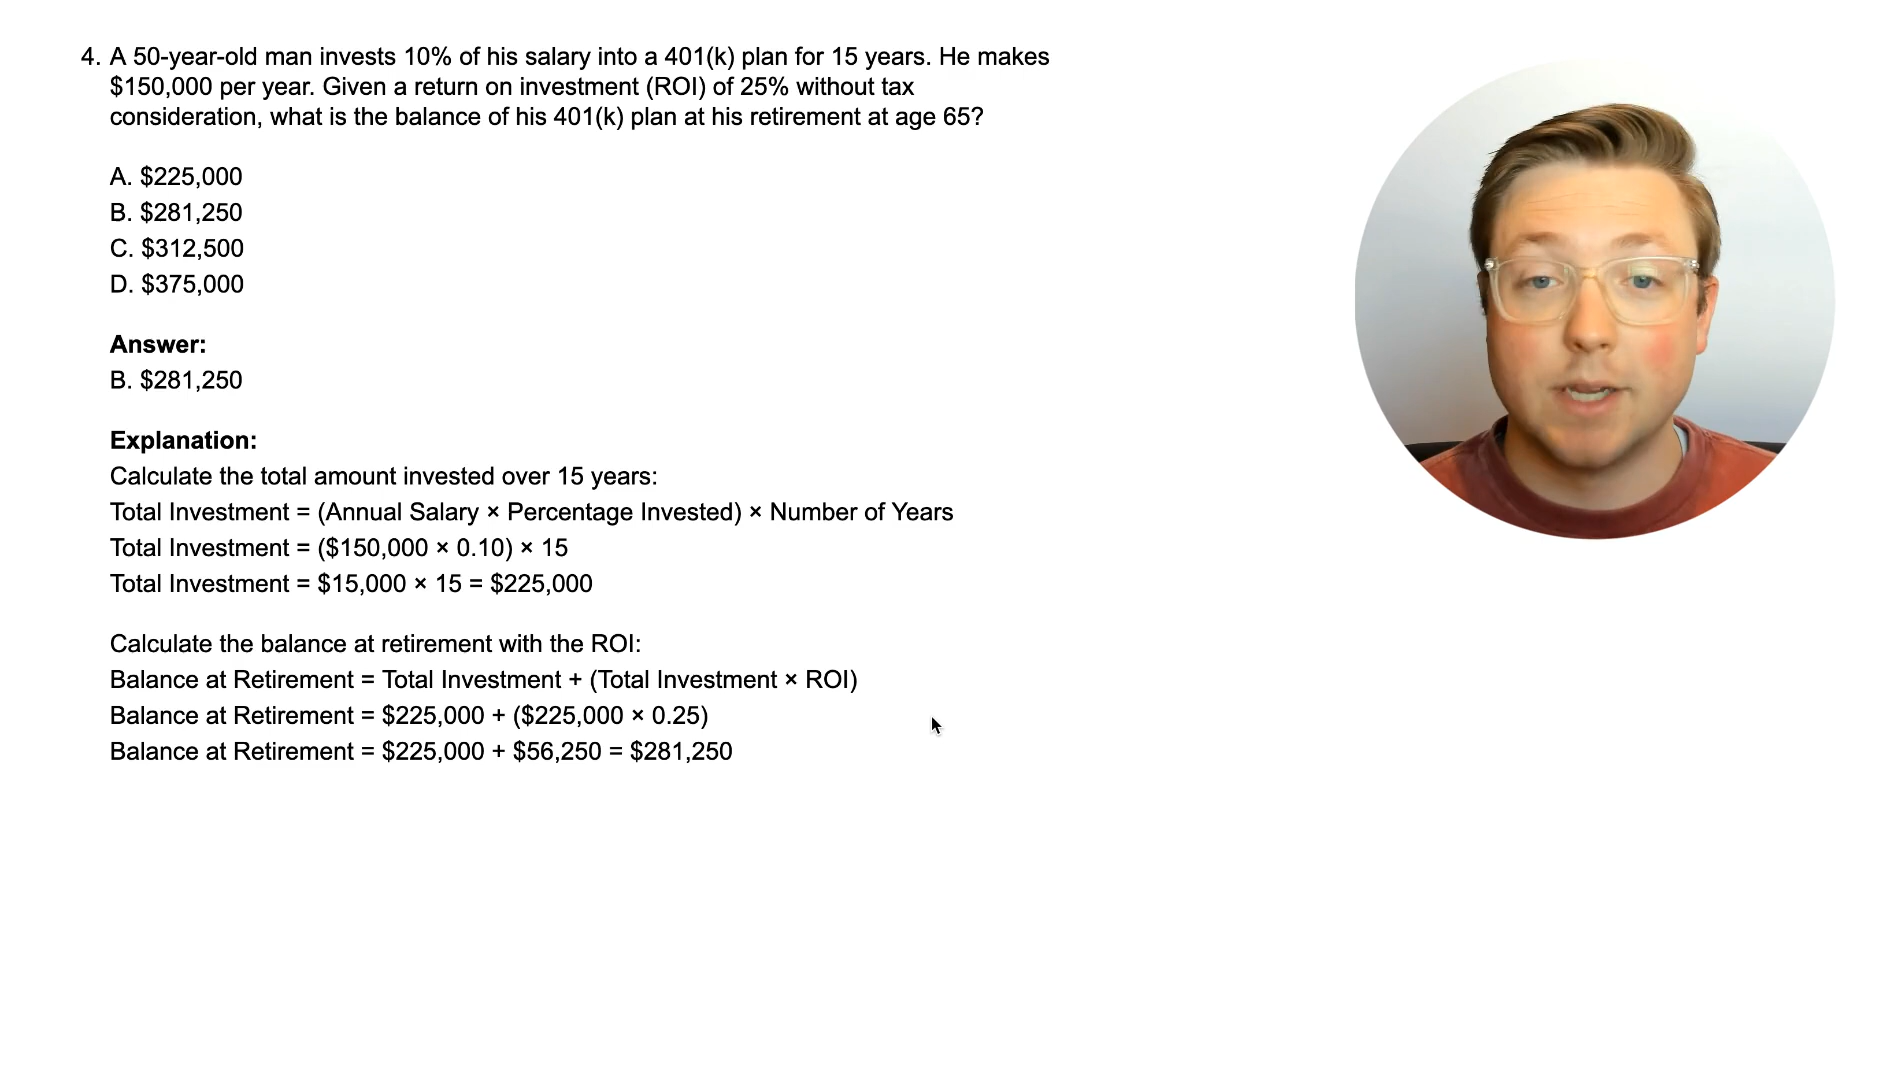 4. A 50-year-old man invests 10% of his salary into a 401(k) plan for 15 years. He makes
$150,000 per year. Given a return on investment (ROI) of 25% without tax
consideration, what is the balance of his 401(k) plan at his retirement at age 65?
A. $225,000
B. $281,250
C. $312,500
D. $375,000
Answer:
B. $281,250
Explanation:
Calculate the total amount invested over 15 years:
Total Investment = (Annual Salary × Percentage Invested) × Number of Years
Total Investment = ($150,000 × 0.10) × 15
Total Investment = $15,000 × 15 = $225,000
Calculate the balance at retirement with the ROI:
Balance at Retirement = Total Investment + (Total Investment × ROI)
Balance at Retirement = $225,000 + ($225,000 × 0.25)
Balance at Retirement = $225,000 + $56,250 = $281,250